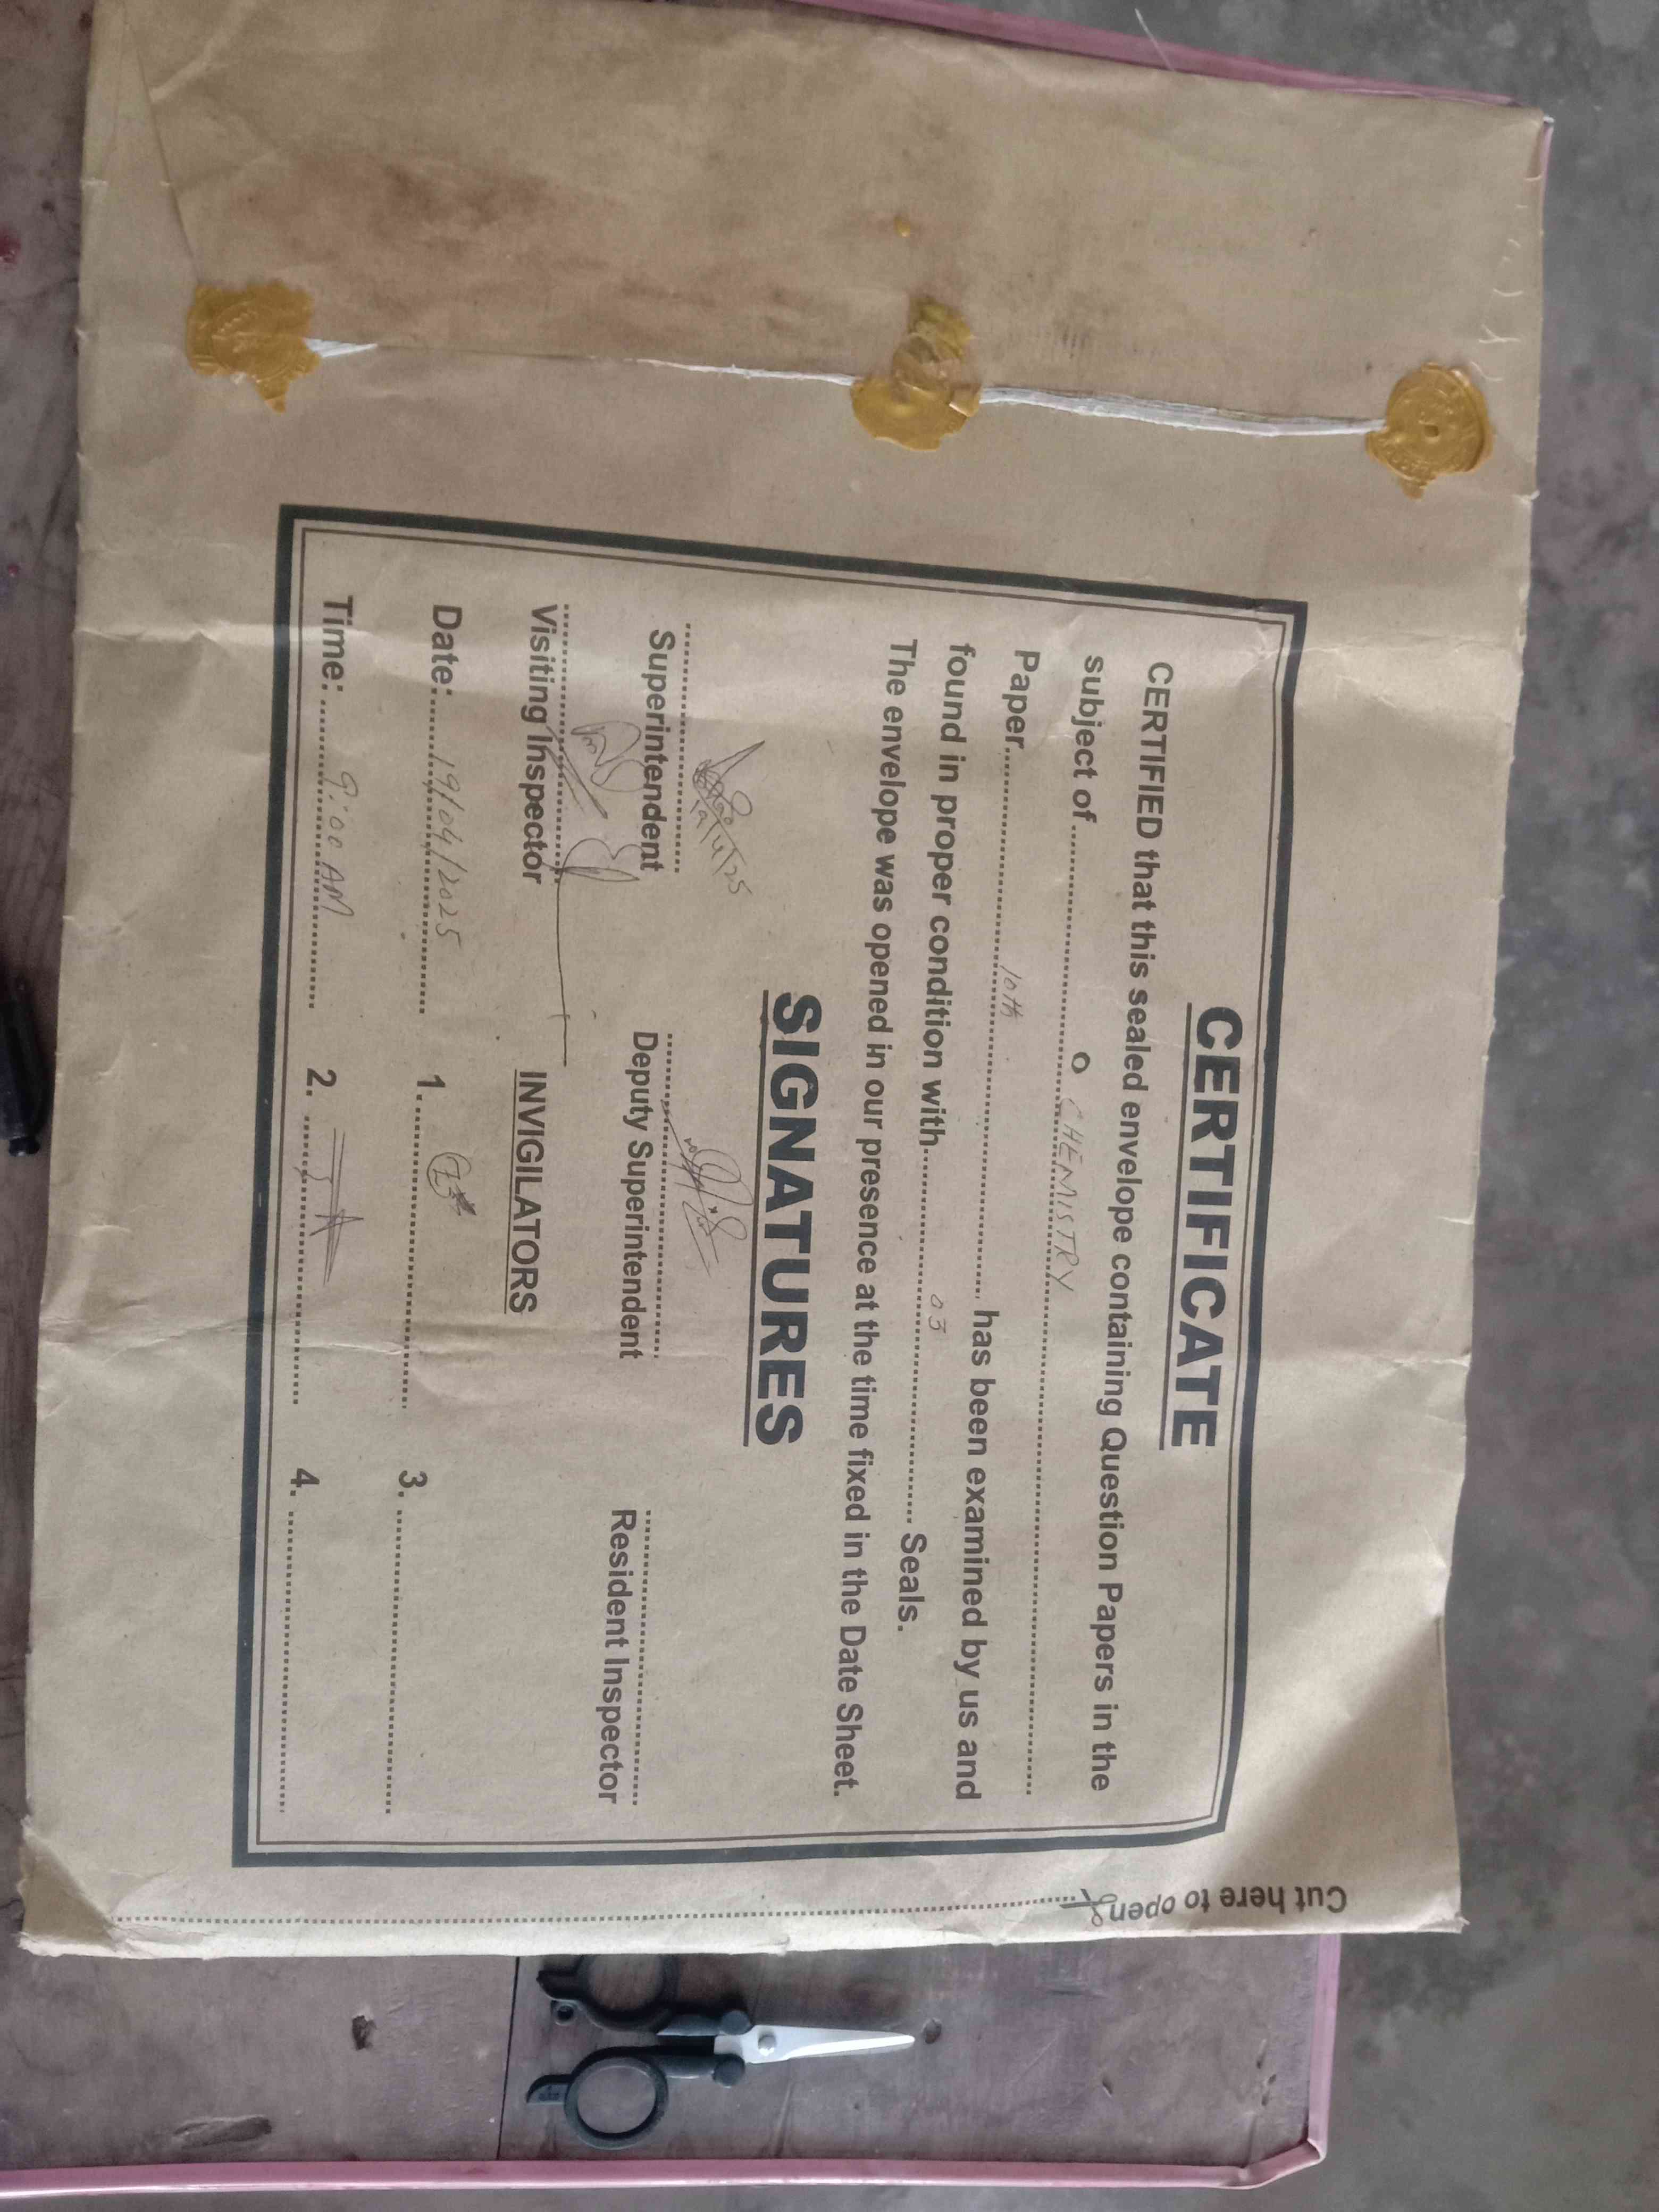 CERTIFICATE
CERTIFIED that this sealed envelope containing Question Papers in the
subject of.......... CHEMISTRY ..........
Paper.......... 10th .......... has been examined by us and
found in proper condition with.......... 03 .......... Seals.
The envelope was opened in our presence at the time fixed in the Date Sheet.
SIGNATURES
Superintendent Deputy Superintendent Resident Inspector
Visiting Inspector INVIGILATORS
Date: 19/04/2025 1. .......... 3. ..........
Time: 9:00 AM 2. .......... 4. ..........
Cut here to open